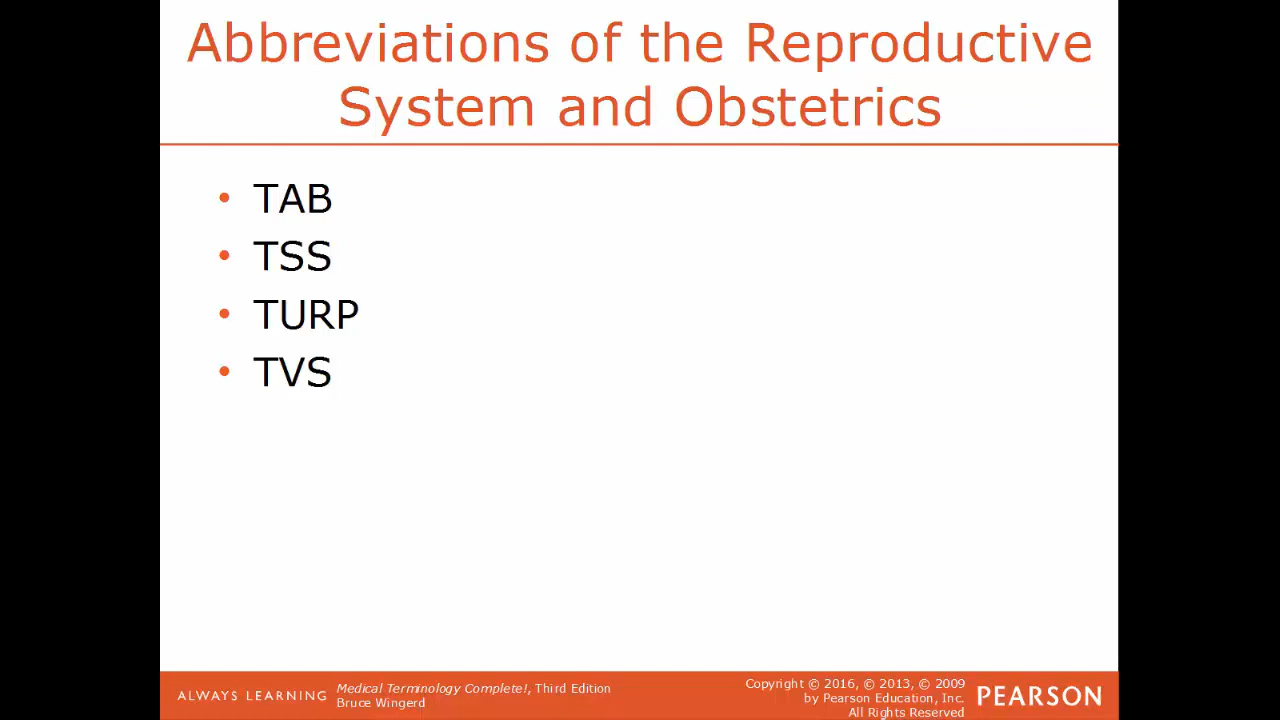 Abbreviations of the Reproductive
System and Obstetrics
• TAB
• TSS
• TURP
• TVS
ALWAYS LEARNING
Medical Terminology Complete!, Third Edition
Bruce Wingerd
Copyright © 2016, © 2013, © 2009
by Pearson Education, Inc.
All Rights Reserved
PEARSON